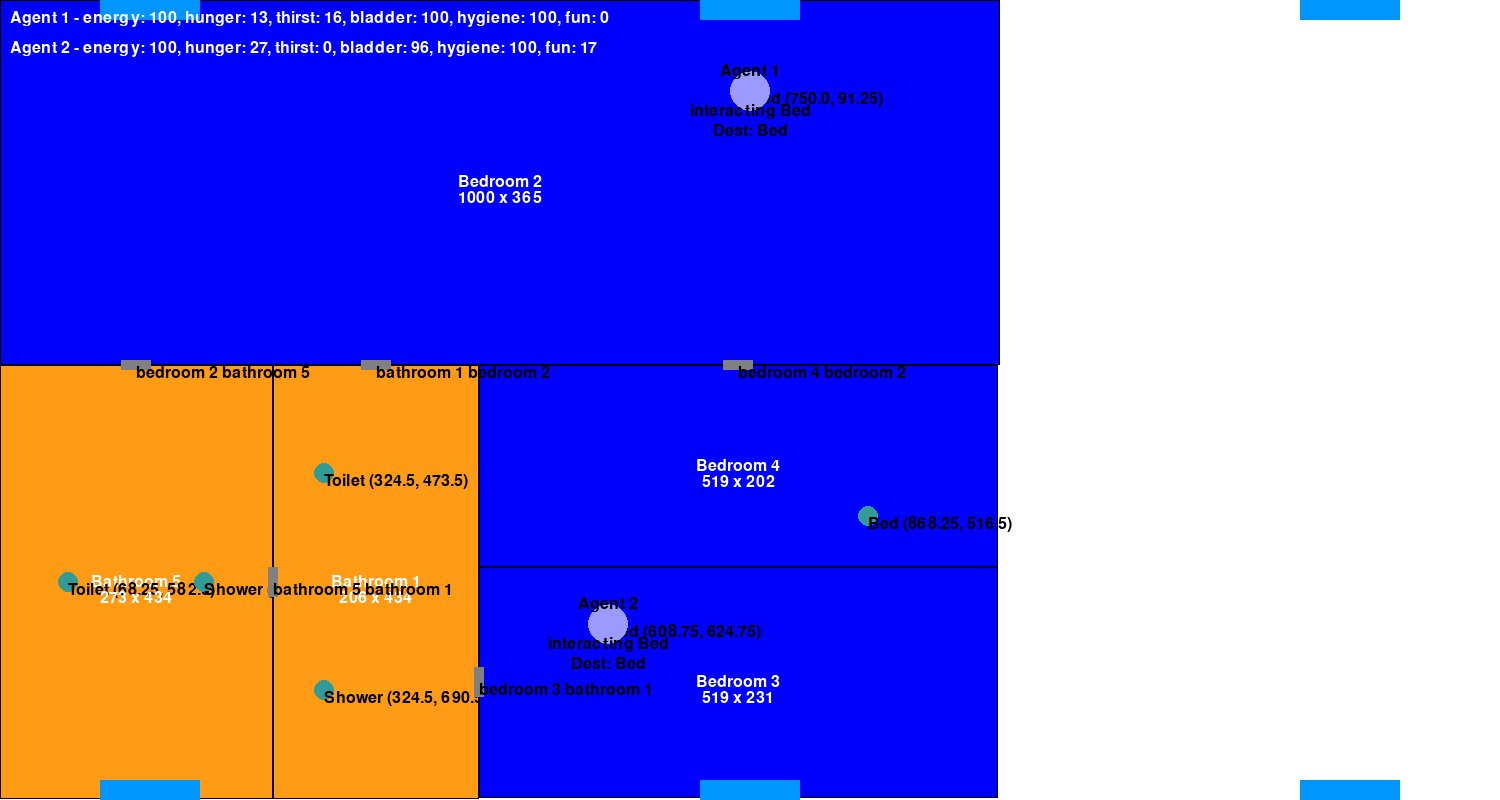 Agent 1 - energy: 100, hunger: 13, thirst: 16, bladder: 100, hygiene: 100, fun: 0
Agent 2 - energy: 100, hunger: 27, thirst: 0, bladder: 96, hygiene: 100, fun: 17
Agent 1
(750.0, 91.25)
interacting Bed
Dest: Bed
Bedroom 2
1000 x 365
bedroom 2 bathroom 5
bathroom 1 bedroom 2
bedroom 4 bedroom 2
Bedroom 4
519 x 202
Toilet (324.5, 473.5)
Bed (868.25, 516.5)
Bathroom 5
273 x 434
Toilet (68.25, 582.
Shower
bathroom 5 bathroom 1
Bathroom 1
206 x 434
Agent 2
(608.75, 624.75)
interacting Bed
Dest: Bed
Bedroom 3
519 x 231
bedroom 3 bathroom 1
Shower (324.5, 690.